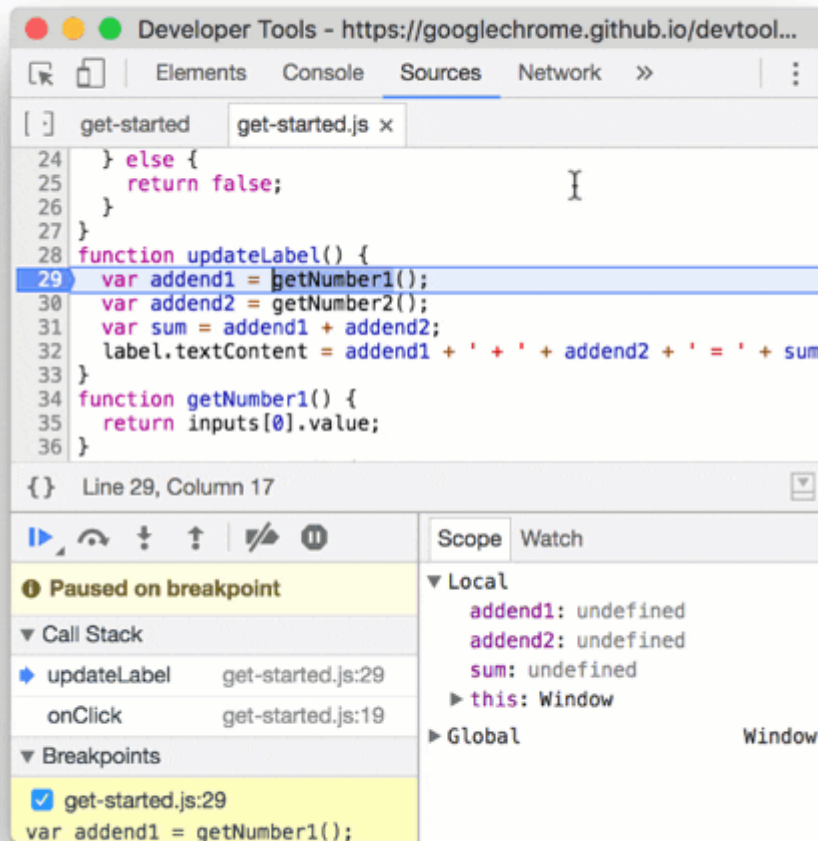 Developer Tools - https://googlechrome.github.io/devtool...
Elements Console Sources Network »
get-started get-started.js ×
24 } else {
25 return false;
26 }
27 }
28 function updateLabel() {
29 var addend1 = getNumber1();
30 var addend2 = getNumber2();
31 var sum = addend1 + addend2;
32 label.textContent = addend1 + ' + ' + addend2 + ' = ' + sum
33 }
34 function getNumber1() {
35 return inputs[0].value;
36 }
{} Line 29, Column 17
Scope Watch
Paused on breakpoint
Call Stack
updateLabel get-started.js:29
onClick get-started.js:19
Breakpoints
get-started.js:29
var addend1 = getNumber1();
Local
addend1: undefined
addend2: undefined
sum: undefined
this: Window
Global Window